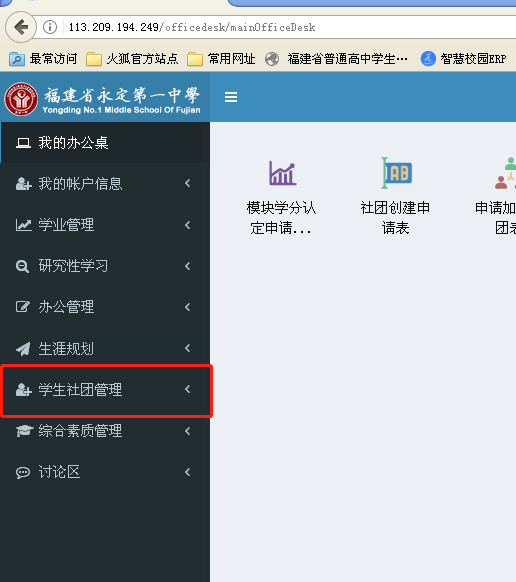 113.209.194.249/officedesk/mainOfficeDesk
最常访问 火狐官方站点 常用网址 福建省普通高中学生… 智慧校园ERP
福建省永定第一中學
Yongding No.1 Middle School Of Fujian
我的办公桌
我的帐户信息
学业管理
研究性学习
办公管理
生涯规划
学生社团管理
综合素质管理
讨论区
模块学分认
定申请...
社团创建申
请表
申请加
团表